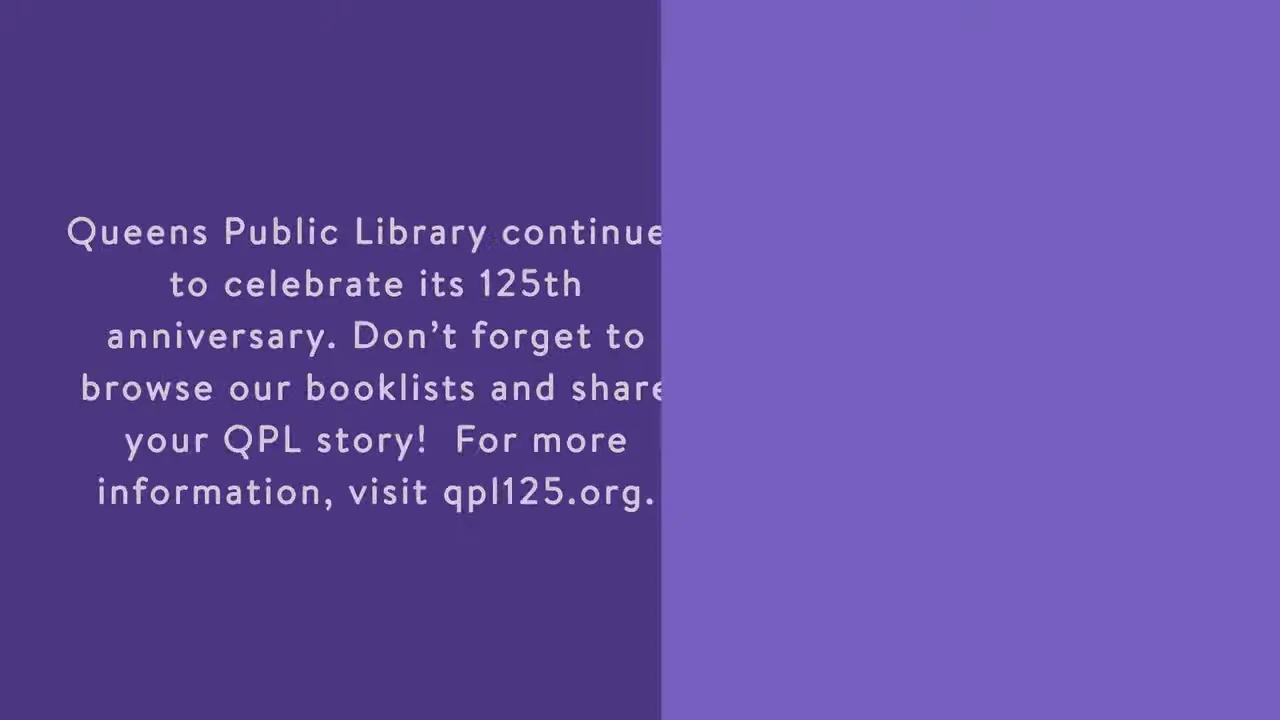 Queens Public Library continue
to celebrate its 125th
anniversary. Don’t forget to
browse our booklists and share
your QPL story!  For more
information, visit qpl125.org.